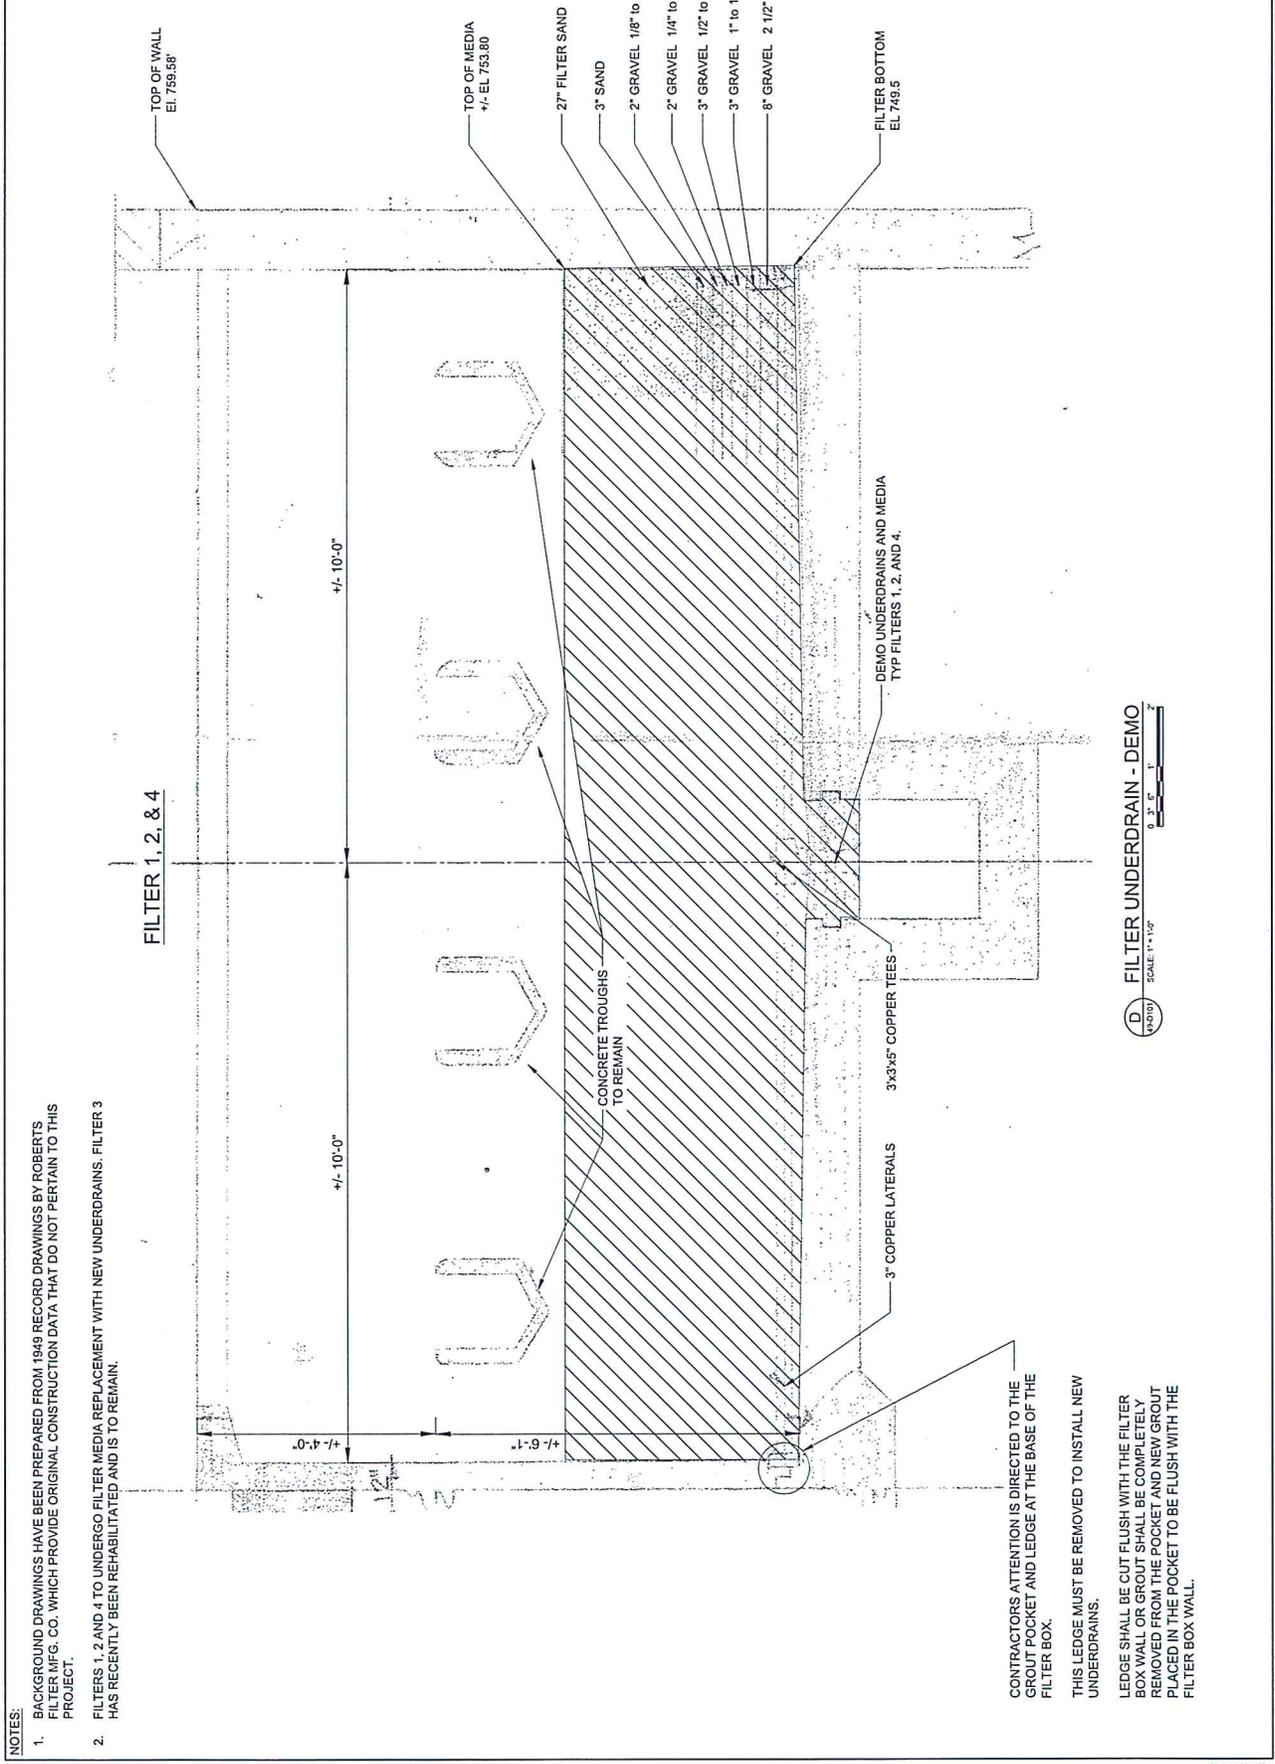 NOTES:
1. BACKGROUND DRAWINGS HAVE BEEN PREPARED FROM 1949 RECORD DRAWINGS BY ROBERTS
FILTER MFG. CO. WHICH PROVIDE ORIGINAL CONSTRUCTION DATA THAT DO NOT PERTAIN TO THIS
PROJECT.
2. FILTERS 1, 2 AND 4 TO UNDERGO FILTER MEDIA REPLACEMENT WITH NEW UNDERDRAINS. FILTER 3
HAS RECENTLY BEEN REHABILITATED AND IS TO REMAIN.
FILTER 1, 2, & 4
TOP OF WALL
El. 759.58'
+/- 10'-0"
+/- 10'-0"
+/- 4'-0"
+/- 6'-1"
12"
TOP OF MEDIA
+/- EL 753.80
27" FILTER SAND
3" SAND
2" GRAVEL 1/8" to
2" GRAVEL 1/4" to
3" GRAVEL 1/2" to
3" GRAVEL 1" to 1
8" GRAVEL 2 1/2"
FILTER BOTTOM
EL 749.5
CONCRETE TROUGHS
TO REMAIN
DEMO UNDERDRAINS AND MEDIA
TYP FILTERS 1, 2, AND 4.
3'x3'x5" COPPER TEES
3" COPPER LATERALS
CONTRACTORS ATTENTION IS DIRECTED TO THE
GROUT POCKET AND LEDGE AT THE BASE OF THE
FILTER BOX.
THIS LEDGE MUST BE REMOVED TO INSTALL NEW
UNDERDRAINS.
LEDGE SHALL BE CUT FLUSH WITH THE FILTER
BOX WALL OR GROUT SHALL BE COMPLETELY
REMOVED FROM THE POCKET AND NEW GROUT
PLACED IN THE POCKET TO BE FLUSH WITH THE
FILTER BOX WALL.
D
49-D101
FILTER UNDERDRAIN - DEMO
SCALE: 1" = 1'-0"
0 3" 6" 1' 2'